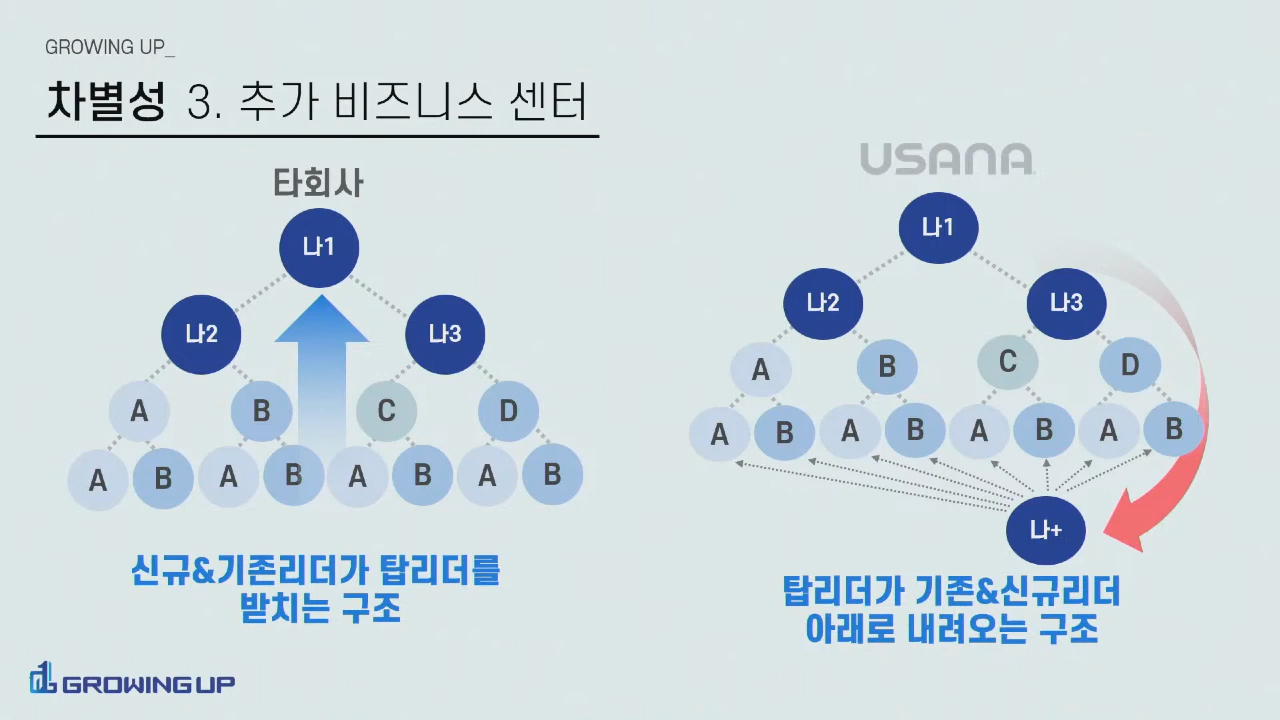 GROWING UP_
차별성 3. 추가 비즈니스 센터
타회사
나1
나2
나3
A
B
C
D
A
B
A
B
A
B
A
B
신규&기존리더가 탑리더를
받치는 구조
USANA
나1
나2
나3
A
B
C
D
A
B
A
B
A
B
A
B
나+
탑리더가 기존&신규리더
아래로 내려오는 구조
GROWING UP